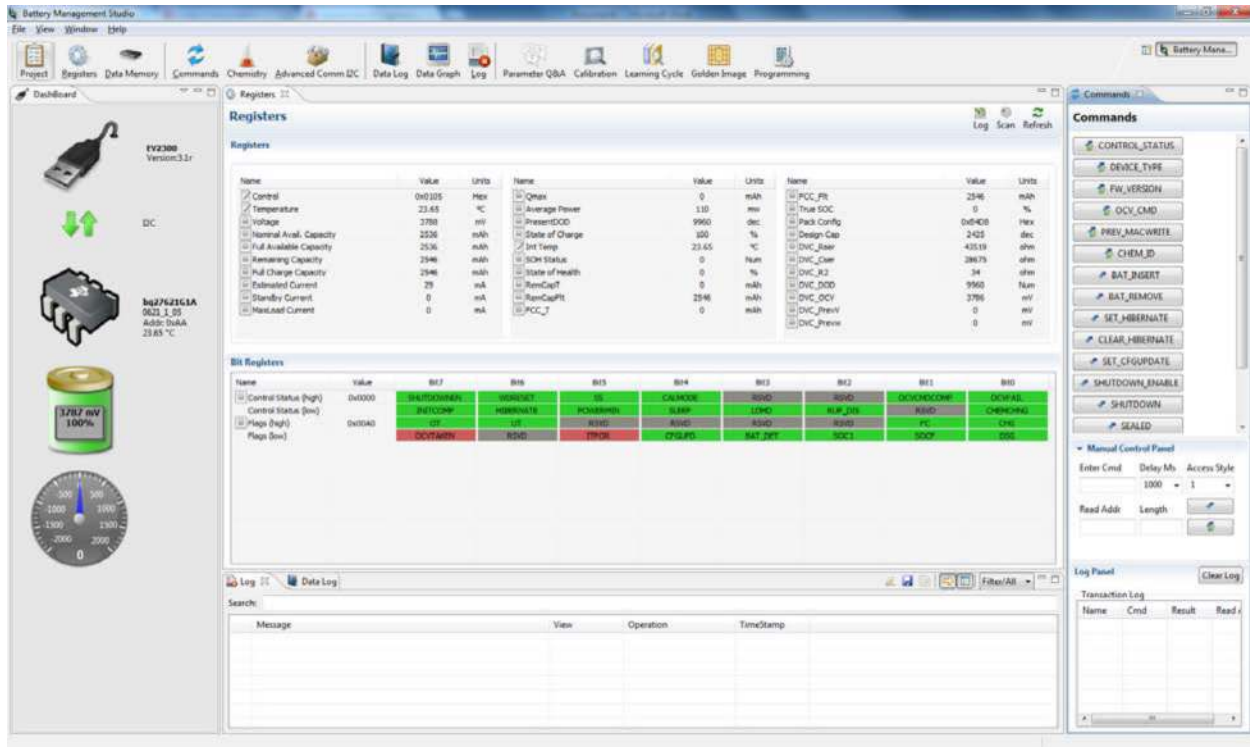 Battery Management Studio
File View Window Help
Project Registers Data Memory Commands Chemistry Advanced Comm I2C Data Log Data Graph Log Parameter Q&A Calibration Learning Cycle Golden Image Programming
Battery Mana...
DashBoard
EV2300
Version:3.1r
I2C
bq27621G1A
0621_1_05
Addr: 0xAA
23.65 °C
3787 mV
100%
-500 500
-1000 1000
-1500 1500
-2000 2000
0
Registers
Registers
Log Scan Refresh
Registers
Name Value Units Name Value Units Name Value Units
Control 0x0105 Hex Qmax 0 mAh FCC_Flt 2546 mAh
Temperature 23.65 °C Average Power 110 mw True SOC 0 %
Voltage 3788 mV PresentDOD 9960 dec Pack Config Hex
Nominal Avail. Capacity 2536 mAh State of Charge 100 % Design Cap 2425 dec
Full Available Capacity 2536 mAh Int Temp 23.65 °C DVC_Rser 43519 ohm
Remaining Capacity 2546 mAh SOH Status 0 Num DVC_Cser 28675 ohm
Full Charge Capacity 2546 mAh State of Health 0 % DVC_R2 34 ohm
Estimated Current 29 mA RemCapT 0 mAh DVC_DOD 9960 Num
Standby Current 0 mA RemCapFlt 2546 mAh DVC_OCV 3786 mV
MaxLoad Current 0 mA FCC_T 0 mAh DVC_PrevV 0 mV
0 mV
Bit Registers
Name Value Bit7 Bit6 Bit5 Bit4 Bit3 Bit2 Bit1 Bit0
Control Status (high) 0x0000 SHUTDOWNEN WDRESET SS CALMODE RSVD RSVD OCVCMDCOMP OCVFAIL
Control Status (low) INITCOMP HIBERNATE POWERMIN SLEEP LDMD RUP_DIS RSVD CHEMCHNG
Flags (high) 0x00A0 OT UT RSVD RSVD RSVD RSVD FC CHG
Flags (low) OCVTAKEN RSVD ITPOR CFGUPD BAT_DET SOC1 SOCF DSG
Log Data Log
Filter/All
Search:
Message View Operation TimeStamp
Commands
Commands
CONTROL_STATUS
DEVICE_TYPE
FW_VERSION
OCV_CMD
PREV_MACWRITE
CHEM_ID
BAT_INSERT
BAT_REMOVE
SET_HIBERNATE
CLEAR_HIBERNATE
SET_CFGUPDATE
SHUTDOWN_ENABLE
SHUTDOWN
SEALED
Manual Control Panel
Enter Cmd Delay Ms Access Style
1000 1
Read Addr Length
Log Panel
Clear Log
Transaction Log
Name Cmd Result Read